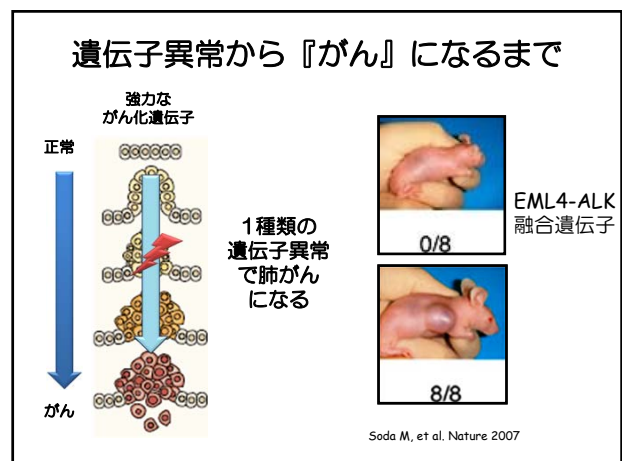 遺伝子異常から『がん』になるまで
強力な
がん化遺伝子
正常
がん
1種類の
遺伝子異常
で肺がん
になる
0/8
EML4-ALK
融合遺伝子
8/8
Soda M, et al. Nature 2007